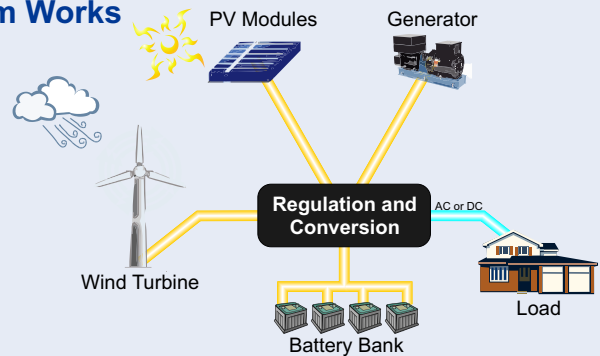 m Works
PV Modules
Generator
Regulation and
Conversion
AC or DC
Wind Turbine
Load
Battery Bank